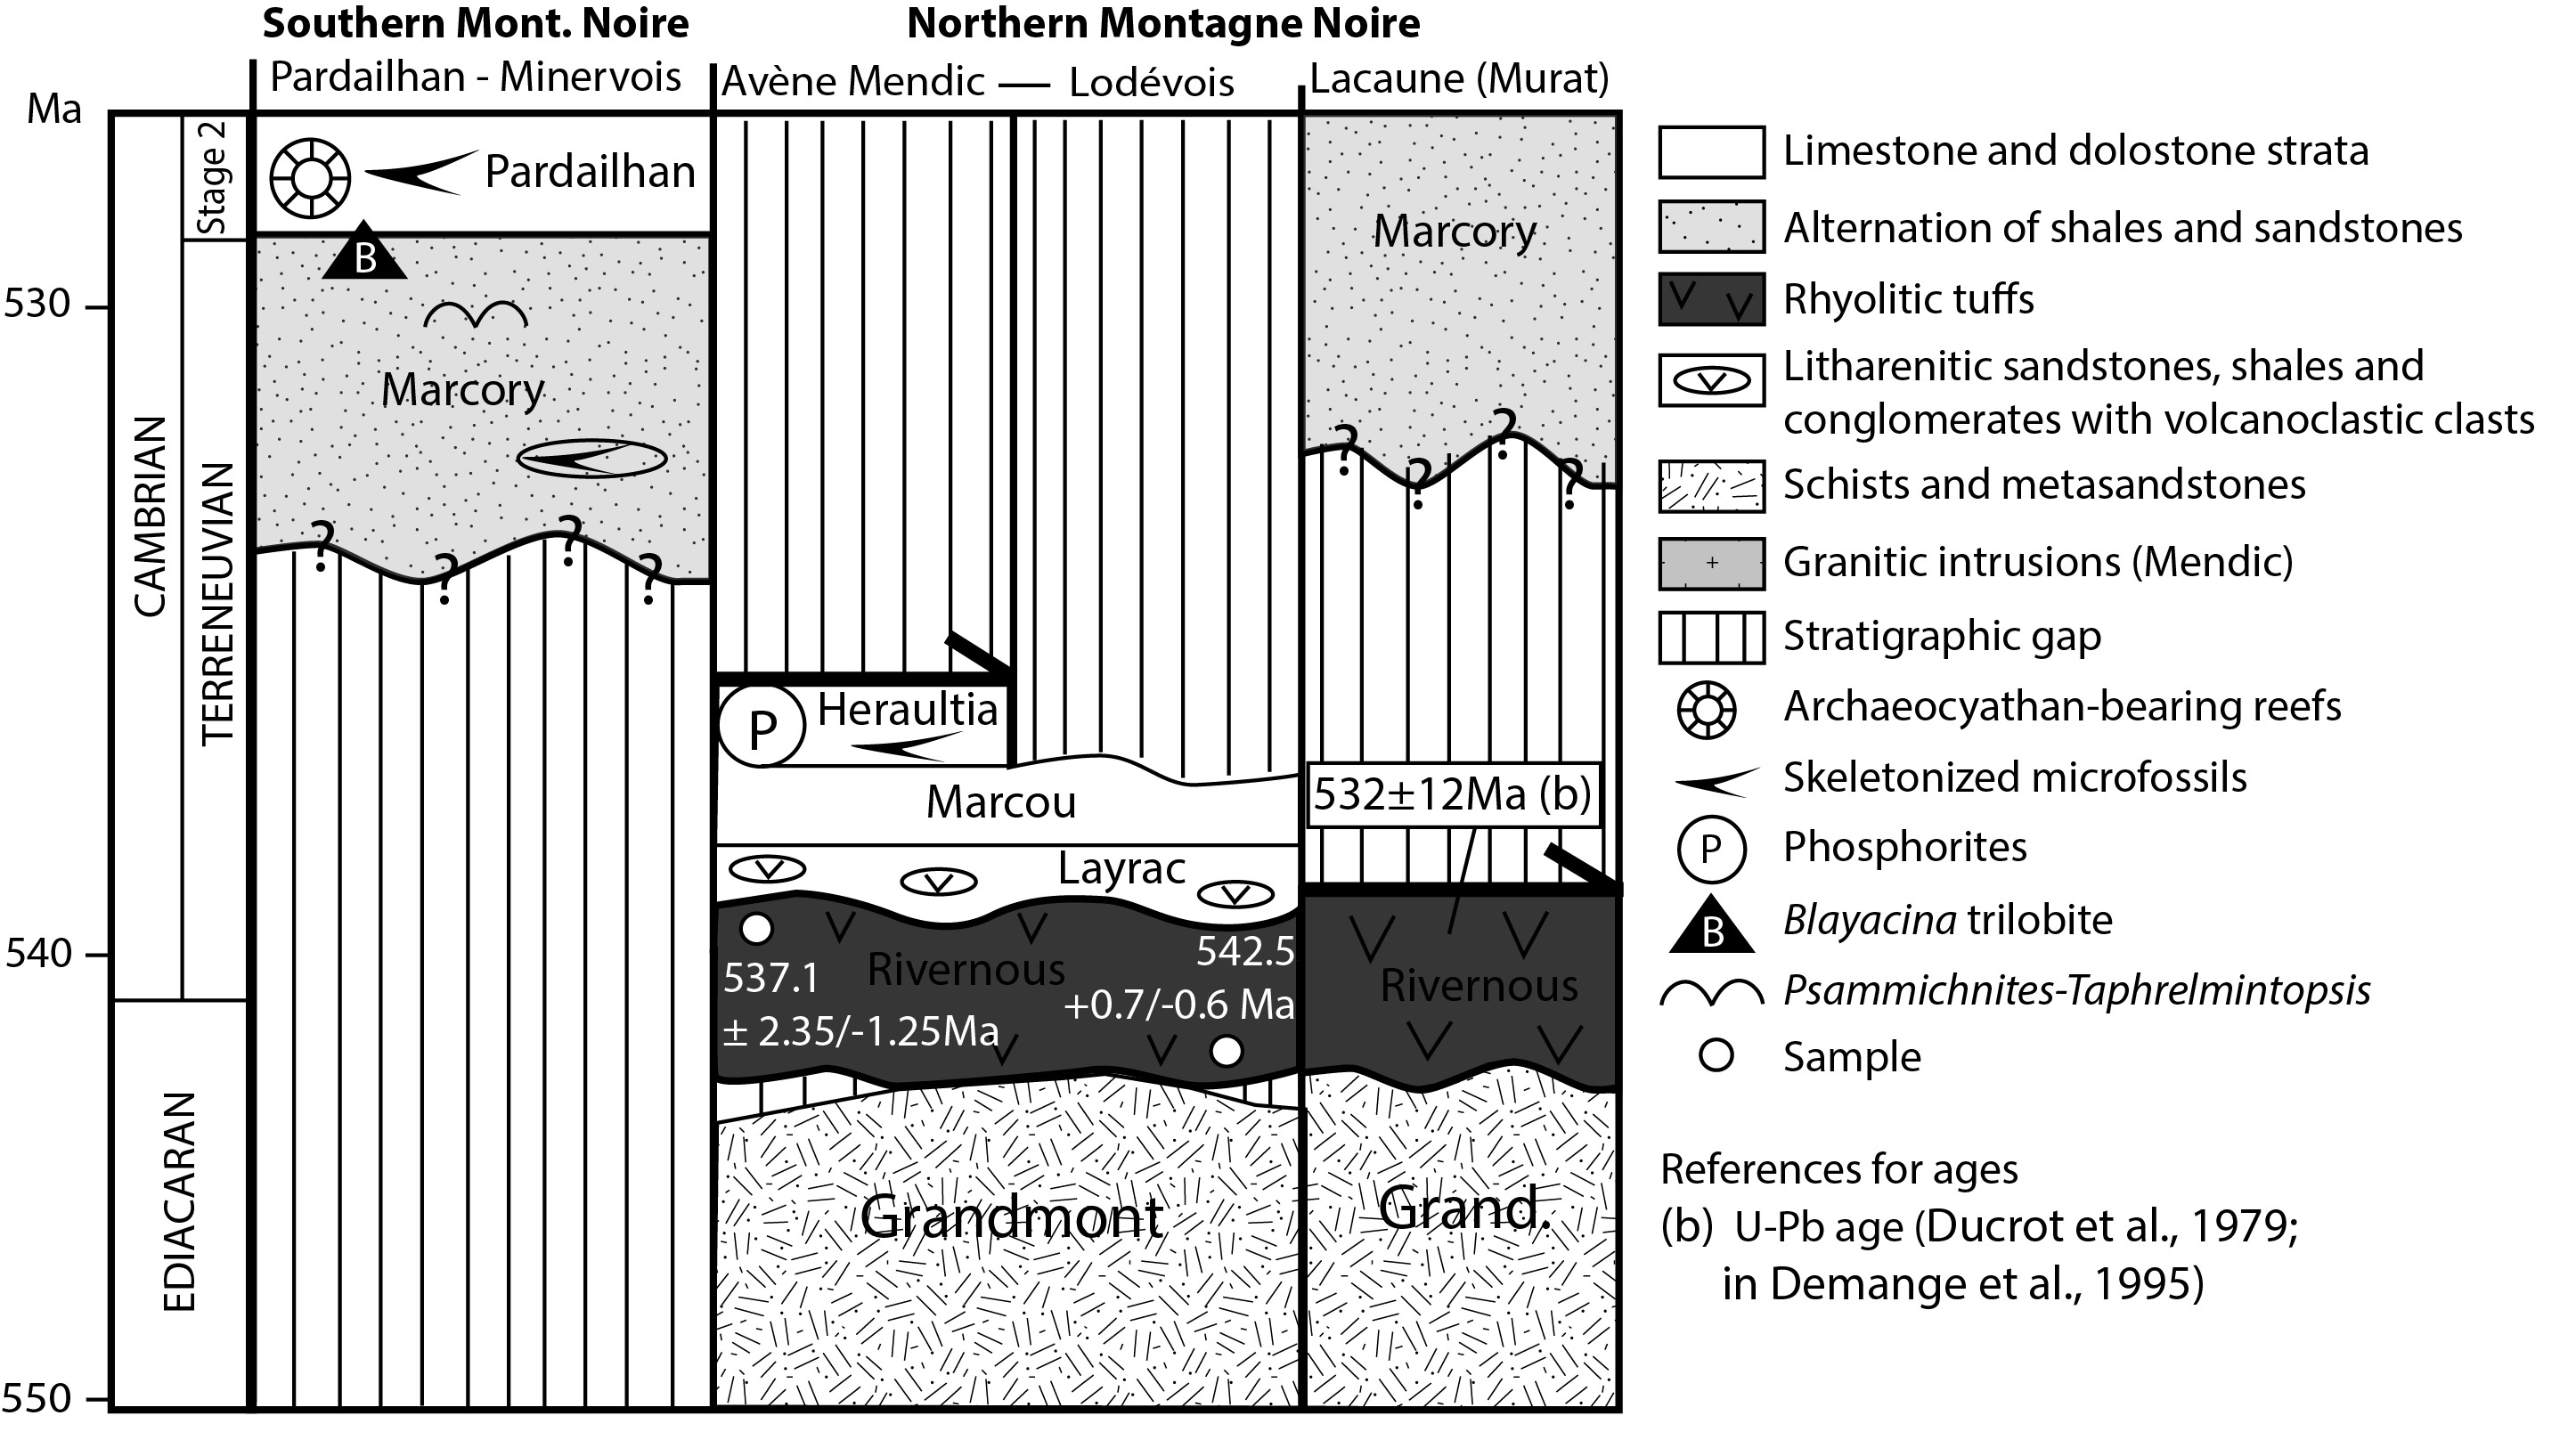 Southern Mont. Noire
Northern Montagne Noire
Pardailhan - Minervois
Avène Mendic — Lodévois
Lacaune (Murat)
Ma
530
540
550
CAMBRIAN
EDIACARAN
Stage 2
TERRENEUVIAN
Pardailhan
B
Marcory
? ? ? ?
P
Heraultia
Marcou
Layrac
Rivernous
537.1
± 2.35/-1.25Ma
542.5
+0.7/-0.6 Ma
Grandmont
Marcory
? ? ? ?
532±12Ma (b)
Rivernous
Grand.
Limestone and dolostone strata
Alternation of shales and sandstones
Rhyolitic tuffs
Litharenitic sandstones, shales and
conglomerates with volcanoclastic clasts
Schists and metasandstones
Granitic intrusions (Mendic)
Stratigraphic gap
Archaeocyathan-bearing reefs
Skeletonized microfossils
P Phosphorites
B Blayacina trilobite
Psammichnites-Taphrelmintopsis
Sample
References for ages
(b) U-Pb age (Ducrot et al., 1979;
in Demange et al., 1995)